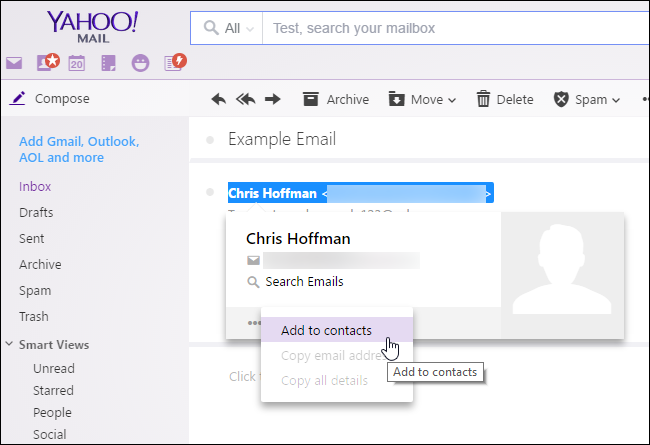 YAHOO!
MAIL
All
Test, search your mailbox
20
Compose
Archive
Move
Delete
Spam
Add Gmail, Outlook,
AOL and more
Example Email
Inbox
Chris Hoffman < >
Drafts
Sent
Archive
Spam
Trash
Chris Hoffman
Search Emails
Add to contacts
Copy email addre
Add to contacts
Copy all details
Click
Smart Views
Unread
Starred
People
Social